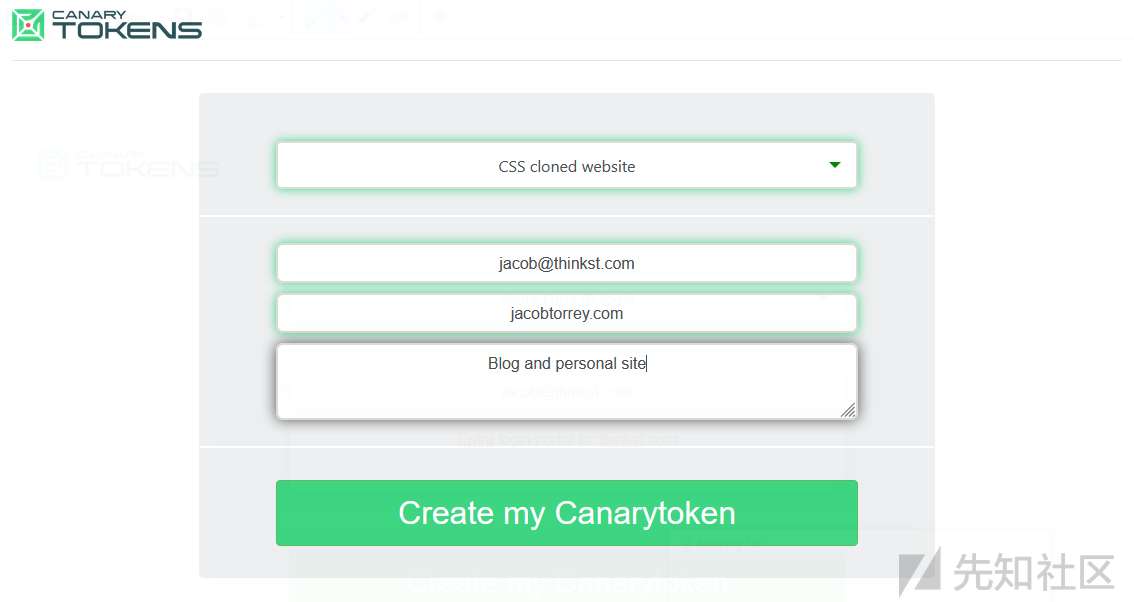 CANARY
TOKENS
CSS cloned website
jacob@thinkst.com
jacobtorrey.com
Blog and personal site
Create my Canarytoken
先知社区